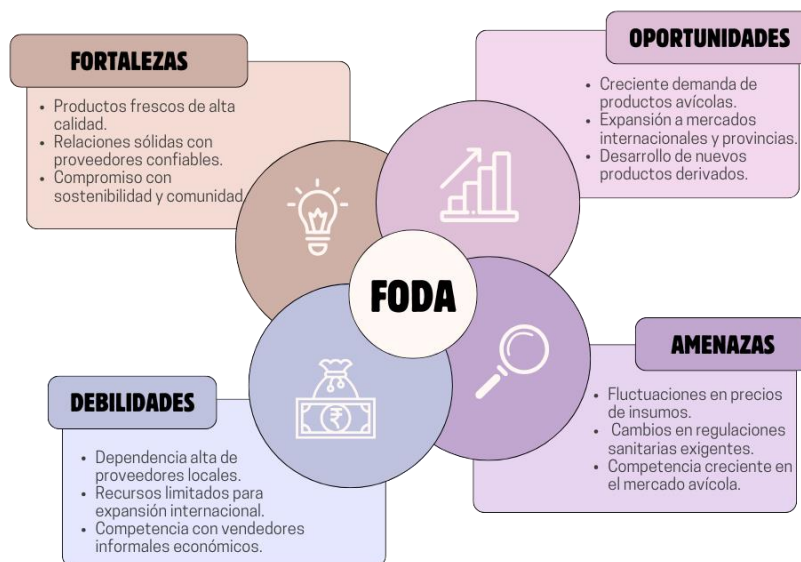 FORTALEZAS
• Productos frescos de alta
calidad.
• Relaciones sólidas con
proveedores confiables.
• Compromiso con
sostenibilidad y comunidad.
OPORTUNIDADES
• Creciente demanda de
productos avícolas.
• Expansión a mercados
internacionales y provincias.
• Desarrollo de nuevos
productos derivados.
FODA
DEBILIDADES
• Dependencia alta de
proveedores locales.
• Recursos limitados para
expansión internacional.
• Competencia con vendedores
informales económicos.
₹
AMENAZAS
• Fluctuaciones en precios
de insumos.
• Cambios en regulaciones
sanitarias exigentes.
• Competencia creciente en
el mercado avícola.